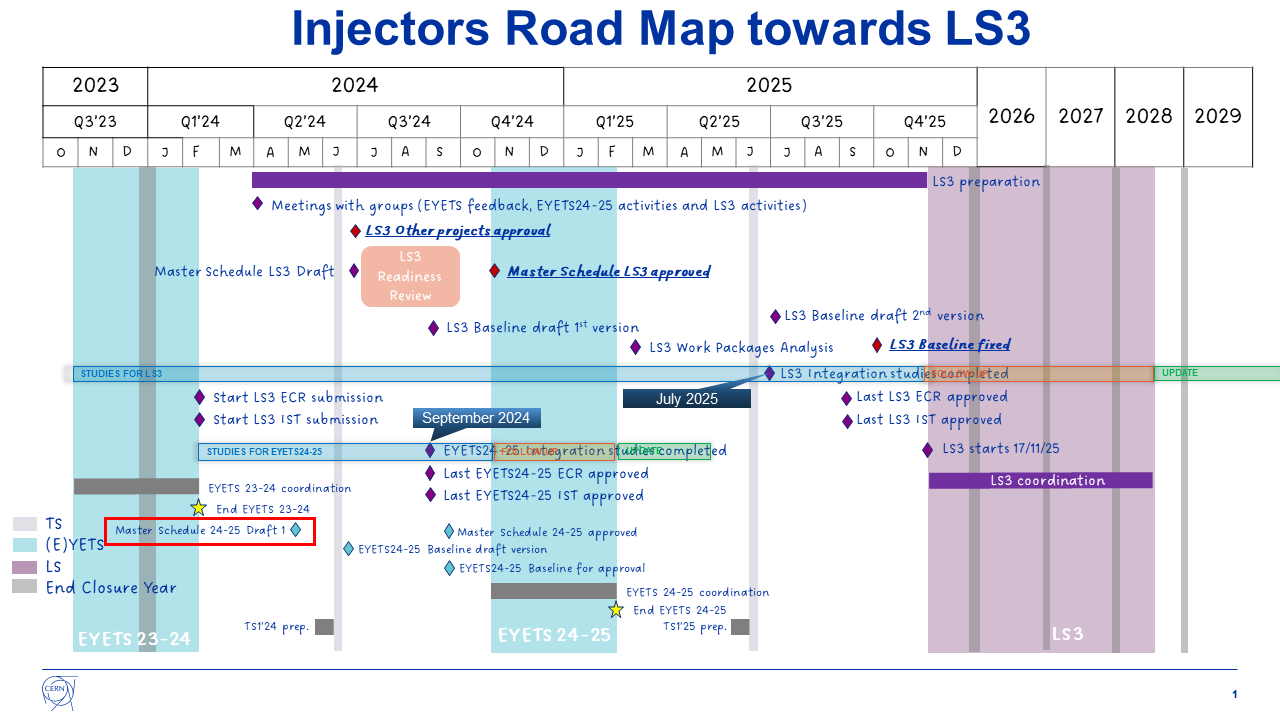 Injectors Road Map towards LS3
2023 2024 2025 2026 2027 2028 2029
Q3'23 Q1'24 Q2'24 Q3'24 Q4'24 Q1'25 Q2'25 Q3'25 Q4'25
O N D J F M A M J J A S O N D J F M A M J J A S O N D
LS3 preparation
Meetings with groups (EYETS feedback, EYETS24-25 activities and LS3 activities)
LS3 Other projects approval
LS3
Readiness
Review
Master Schedule LS3 Draft
Master Schedule LS3 approved
LS3 Baseline draft 2nd version
LS3 Baseline draft 1st version
LS3 Work Packages Analysis
LS3 Baseline fixed
STUDIES FOR LS3
LS3 Integration studies completed
UPDATE
July 2025
Start LS3 ECR submission
Last LS3 ECR approved
September 2024
Start LS3 IST submission
Last LS3 IST approved
STUDIES FOR EYETS24-25
EYETS24-25 Integration studies completed
UPDATE
LS3 starts 17/11/25
Last EYETS24-25 ECR approved
LS3 coordination
EYETS 23-24 coordination
Last EYETS24-25 IST approved
End EYETS 23-24
TS
(E)YETS
LS
End Closure Year
Master Schedule 24-25 Draft 1
Master Schedule 24-25 approved
EYETS24-25 Baseline draft version
EYETS24-25 Baseline for approval
EYETS 24-25 coordination
End EYETS 24-25
TS1'24 prep.
TS1'25 prep.
EYETS 23-24
EYETS 24-25
LS3
CERN
1